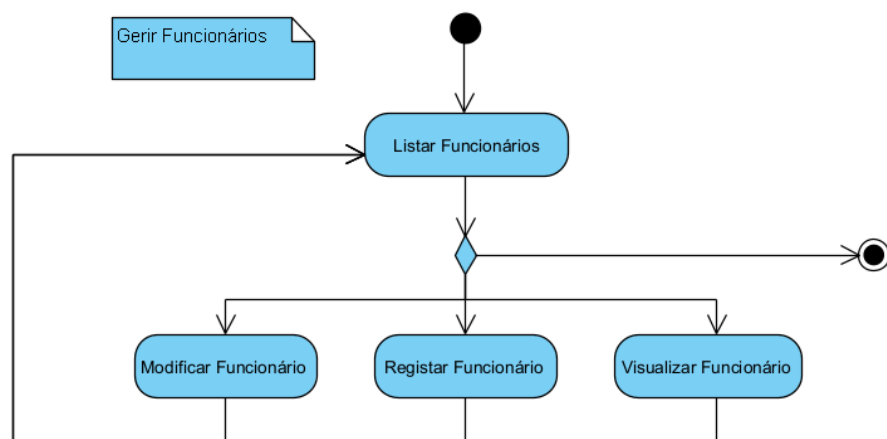 Gerir Funcionários
Listar Funcionários
Modificar Funcionário
Registar Funcionário
Visualizar Funcionário